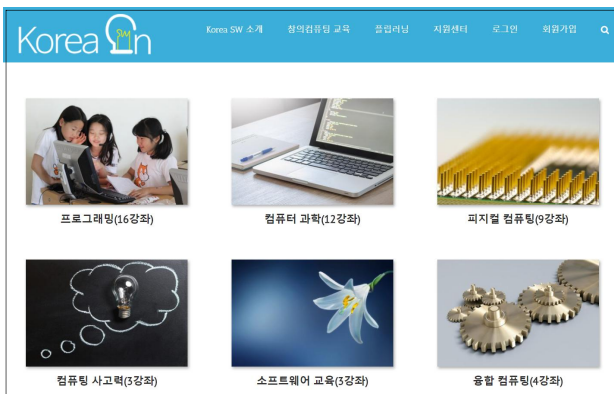 Korea SW n
Korea SW 소개 창의컴퓨팅 교육 플립러닝 지원센터 로그인 회원가입
프로그래밍(16강좌) 컴퓨터 과학(12강좌) 피지컬 컴퓨팅(9강좌)
컴퓨팅 사고력(3강좌) 소프트웨어 교육(3강좌) 융합 컴퓨팅(4강좌)